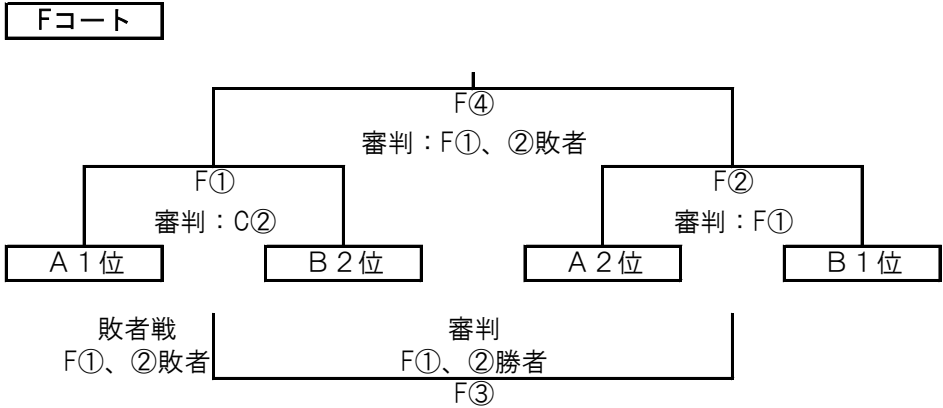 Fコート
F④
審判：F①、②敗者
F①
F②
審判：C②
審判：F①
A1位
B2位
A2位
B1位
敗者戦
審判
F①、②敗者
F①、②勝者
F③